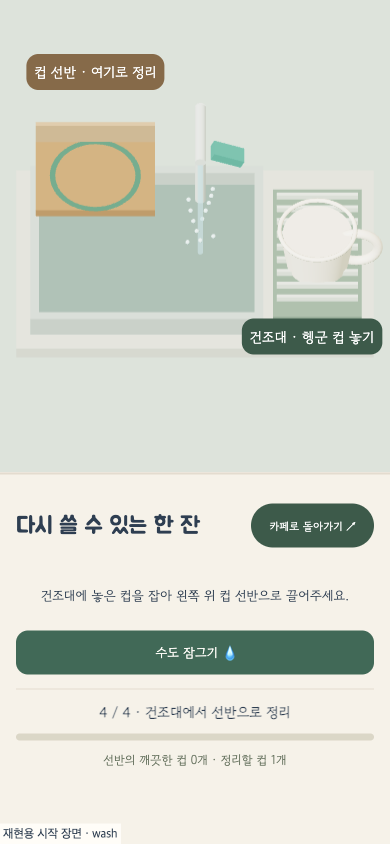 컵 선반 · 여기로 정리
건조대 · 헹군 컵 놓기
다시 쓸 수 있는 한 잔
카페로 돌아가기 ↗
건조대에 놓은 컵을 잡아 왼쪽 위 컵 선반으로 끌어주세요.
수도 잠그기 💧
4 / 4 · 건조대에서 선반으로 정리
선반의 깨끗한 컵 0개 · 정리할 컵 1개
재현용 시작 장면 · wash